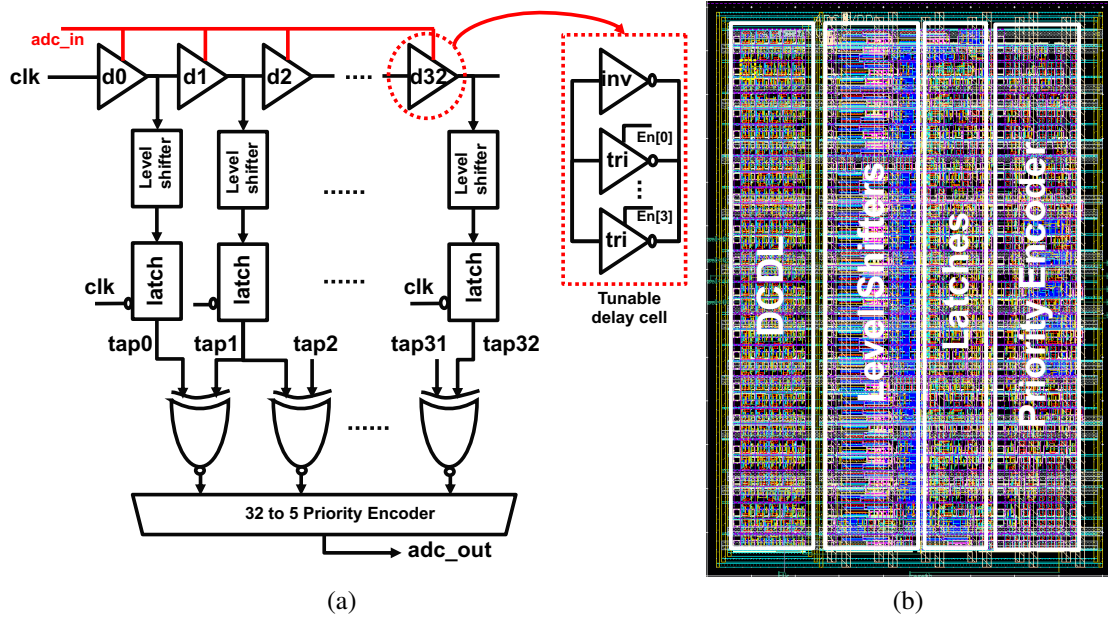 adc_in
clk
d0
d1
d2
.....
d32
Level
shifter
Level
shifter
......
Level
shifter
clk
latch
latch
......
clk
latch
tap0
tap1
tap2
tap31
tap32
......
32 to 5 Priority Encoder
adc_out
inv
En[0]
tri
En[3]
tri
Tunable
delay cell
DCDL
Level Shifters
Latches
Priority Encoder
(a)
(b)